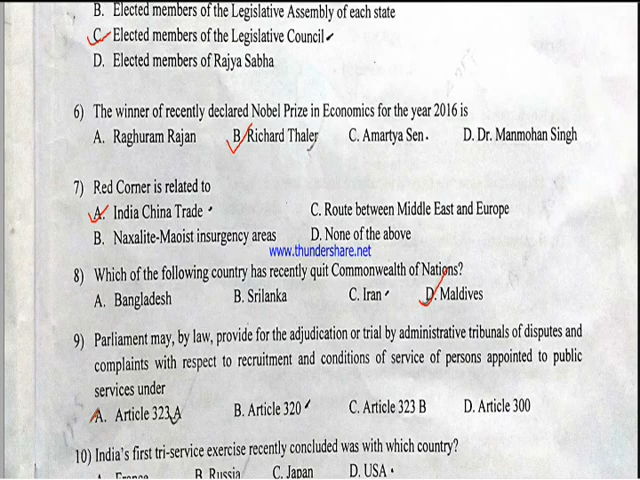 B. Elected members of the Legislative Assembly of each state
C. Elected members of the Legislative Council
D. Elected members of Rajya Sabha
6) The winner of recently declared Nobel Prize in Economics for the year 2016 is
A. Raghuram Rajan B. Richard Thaler C. Amartya Sen. D. Dr. Manmohan Singh
7) Red Corner is related to
A. India China Trade C. Route between Middle East and Europe
B. Naxalite-Maoist insurgency areas D. None of the above
www.thundershare.net
8) Which of the following country has recently quit Commonwealth of Nations?
A. Bangladesh B. Srilanka C. Iran D. Maldives
9) Parliament may, by law, provide for the adjudication or trial by administrative tribunals of disputes and
complaints with respect to recruitment and conditions of service of persons appointed to public
services under
A. Article 323 A B. Article 320 C. Article 323 B D. Article 300
10) India's first tri-service exercise recently concluded was with which country?
A. France B. Russia C. Japan D. USA